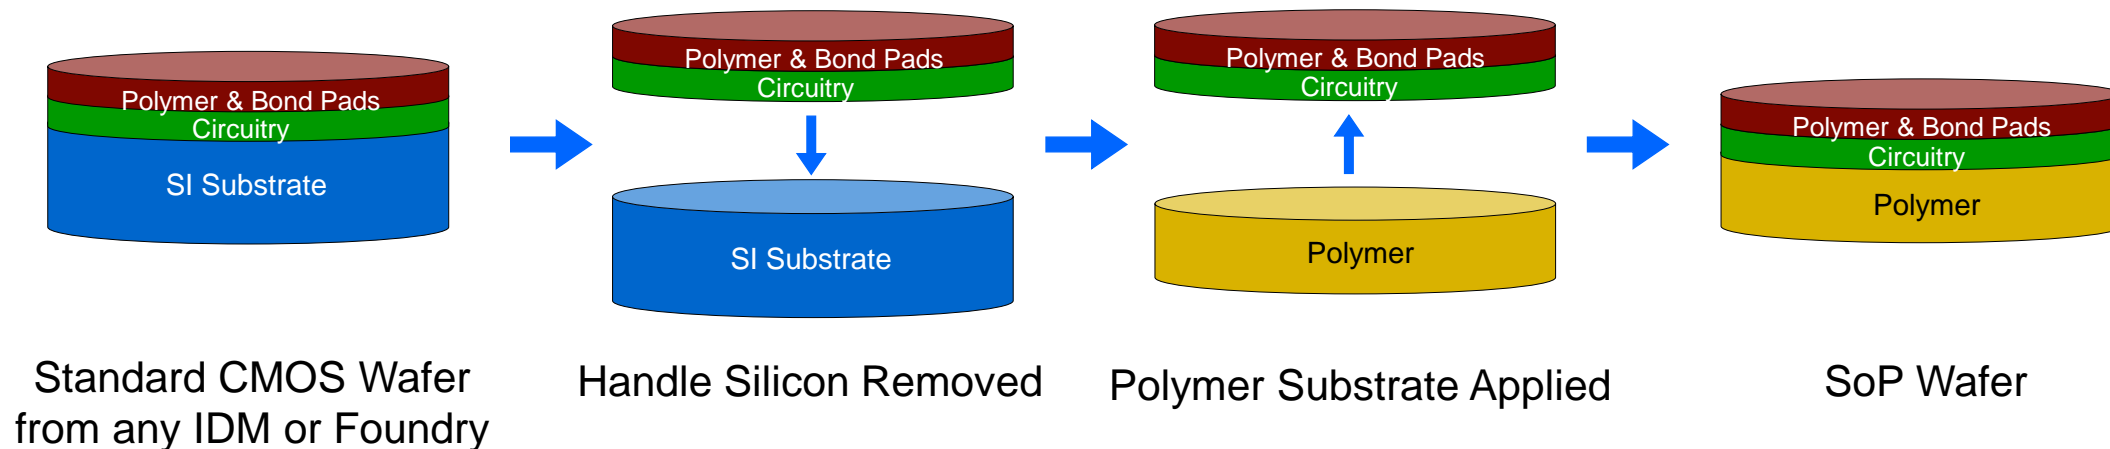 Polymer & Bond Pads
Circuitry
SI Substrate
Standard CMOS Wafer
from any IDM or Foundry
Polymer & Bond Pads
Circuitry
SI Substrate
Handle Silicon Removed
Polymer & Bond Pads
Circuitry
Polymer
Polymer Substrate Applied
Polymer & Bond Pads
Circuitry
Polymer
SoP Wafer